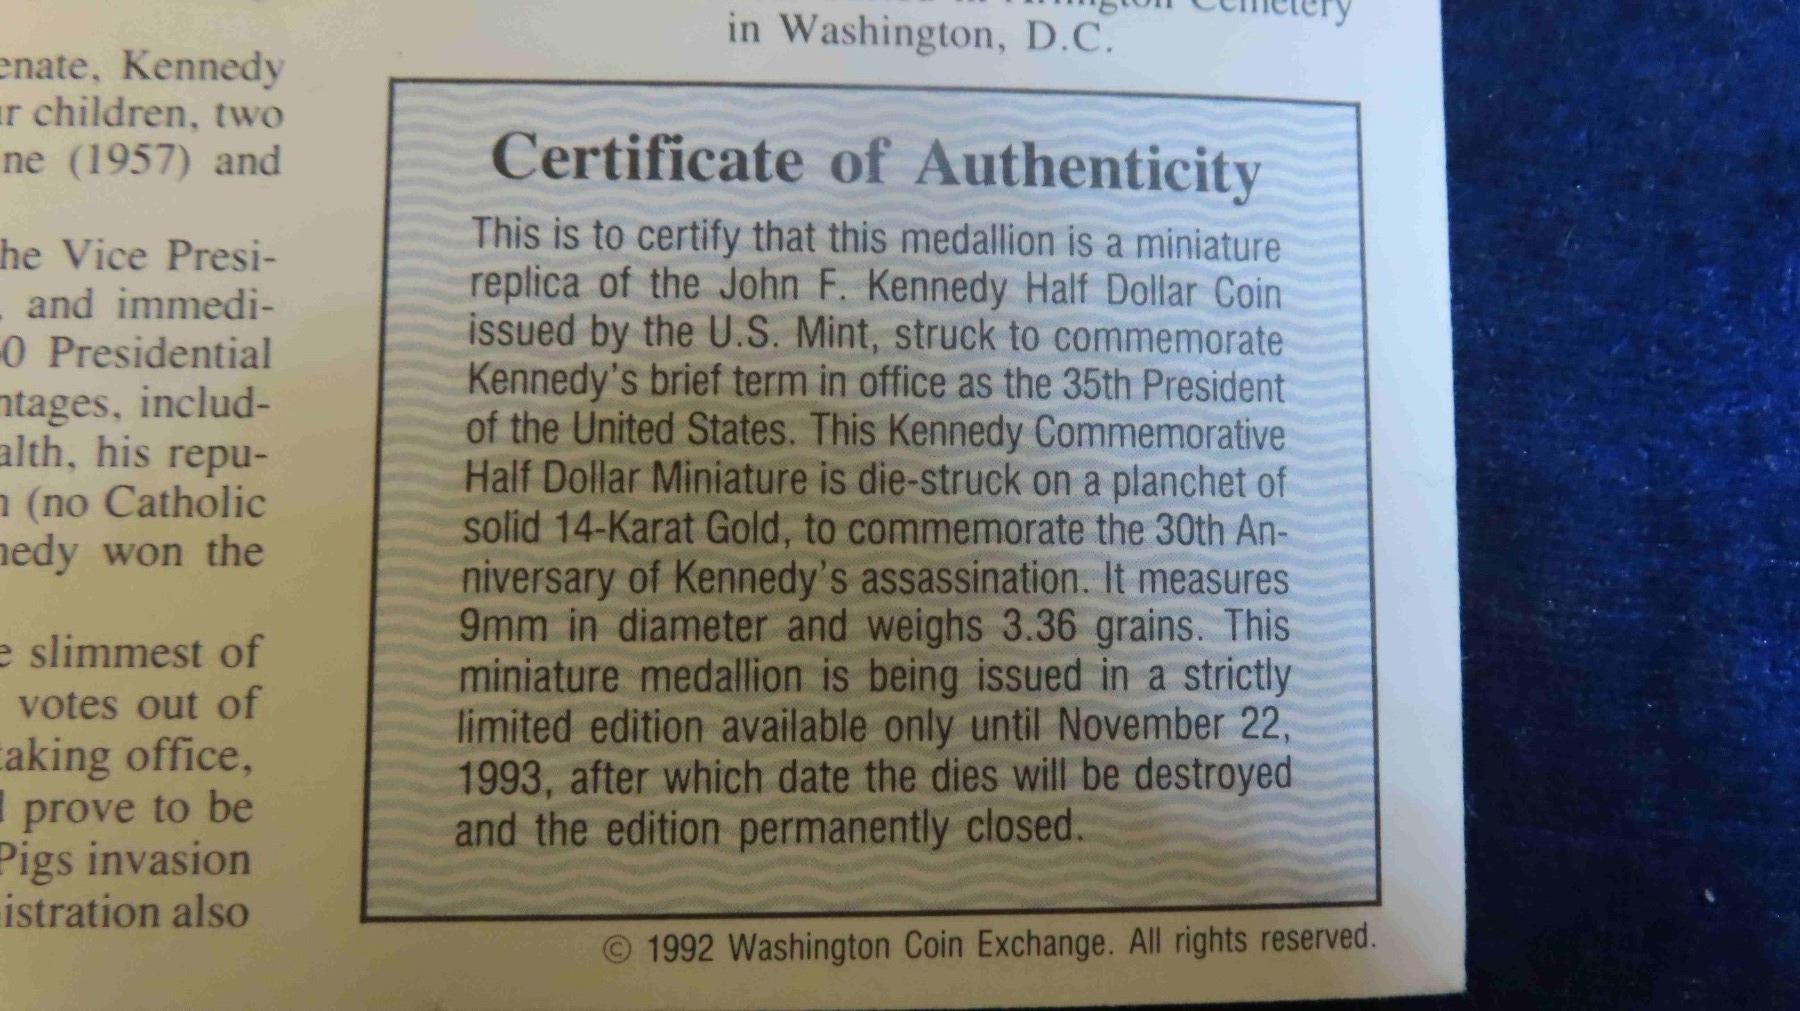 enate, Kennedy
children, two
(1957) and
he Vice Presi-
, and immedi-
0 Presidential
ntages, includ-
alth, his repu-
(no Catholic
nedy won the
slimmest of
votes out of
taking office,
prove to be
Pigs invasion
istration also
Cemetery
in Washington, D.C.
Certificate of Authenticity
This is to certify that this medallion is a miniature
replica of the John F. Kennedy Half Dollar Coin
issued by the U.S. Mint, struck to commemorate
Kennedy's brief term in office as the 35th President
of the United States. This Kennedy Commemorative
Half Dollar Miniature is die-struck on a planchet of
solid 14-Karat Gold, to commemorate the 30th An-
niversary of Kennedy's assassination. It measures
9mm in diameter and weighs 3.36 grains. This
miniature medallion is being issued in a strictly
limited edition available only until November 22,
1993, after which date the dies will be destroyed
and the edition permanently closed.
© 1992 Washington Coin Exchange. All rights reserved.